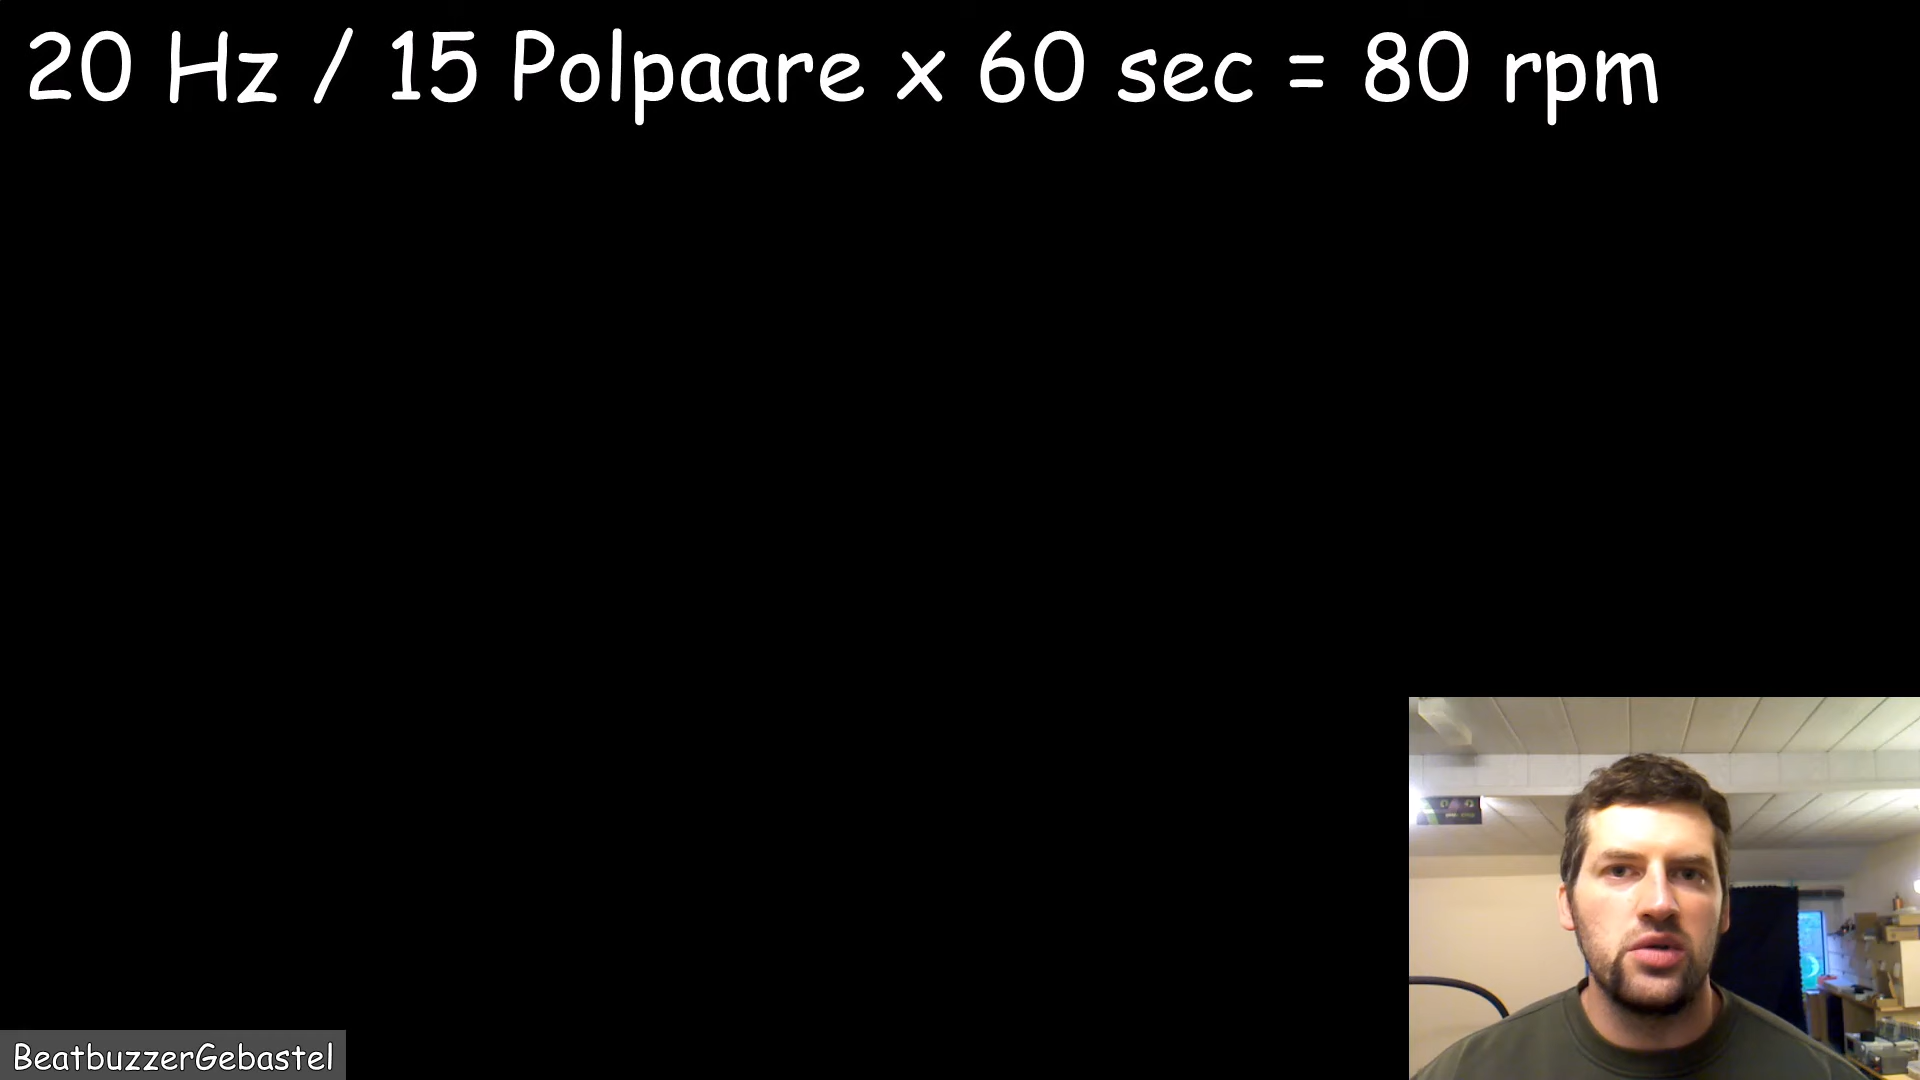 20 Hz / 15 Polpaare x 60 sec = 80 rpm
BeatbuzzerGebastel